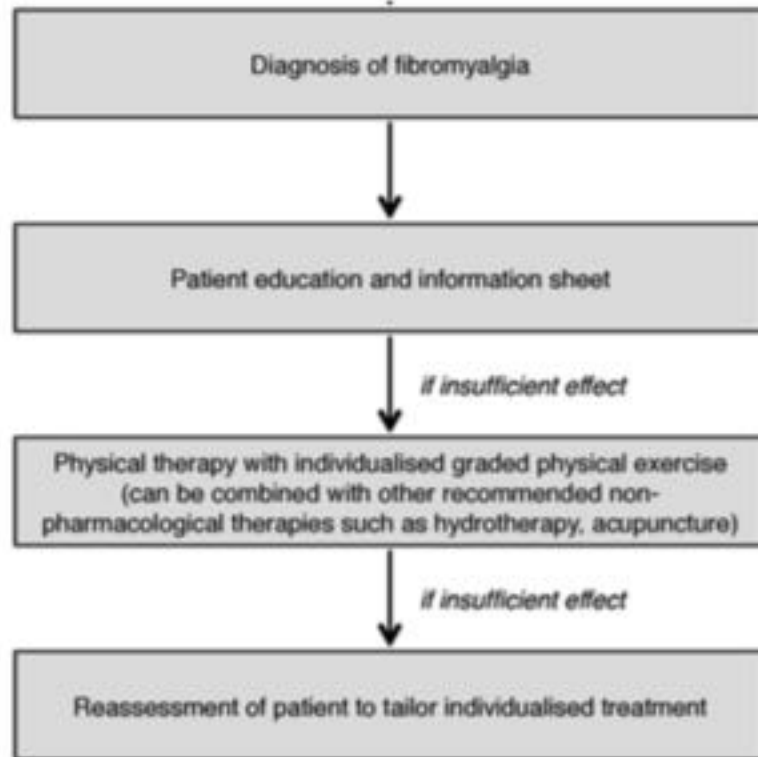 Diagnosis of fibromyalgia
Patient education and information sheet
if insufficient effect
Physical therapy with individualised graded physical exercise
(can be combined with other recommended non-
pharmacological therapies such as hydrotherapy, acupuncture)
if insufficient effect
Reassessment of patient to tailor individualised treatment